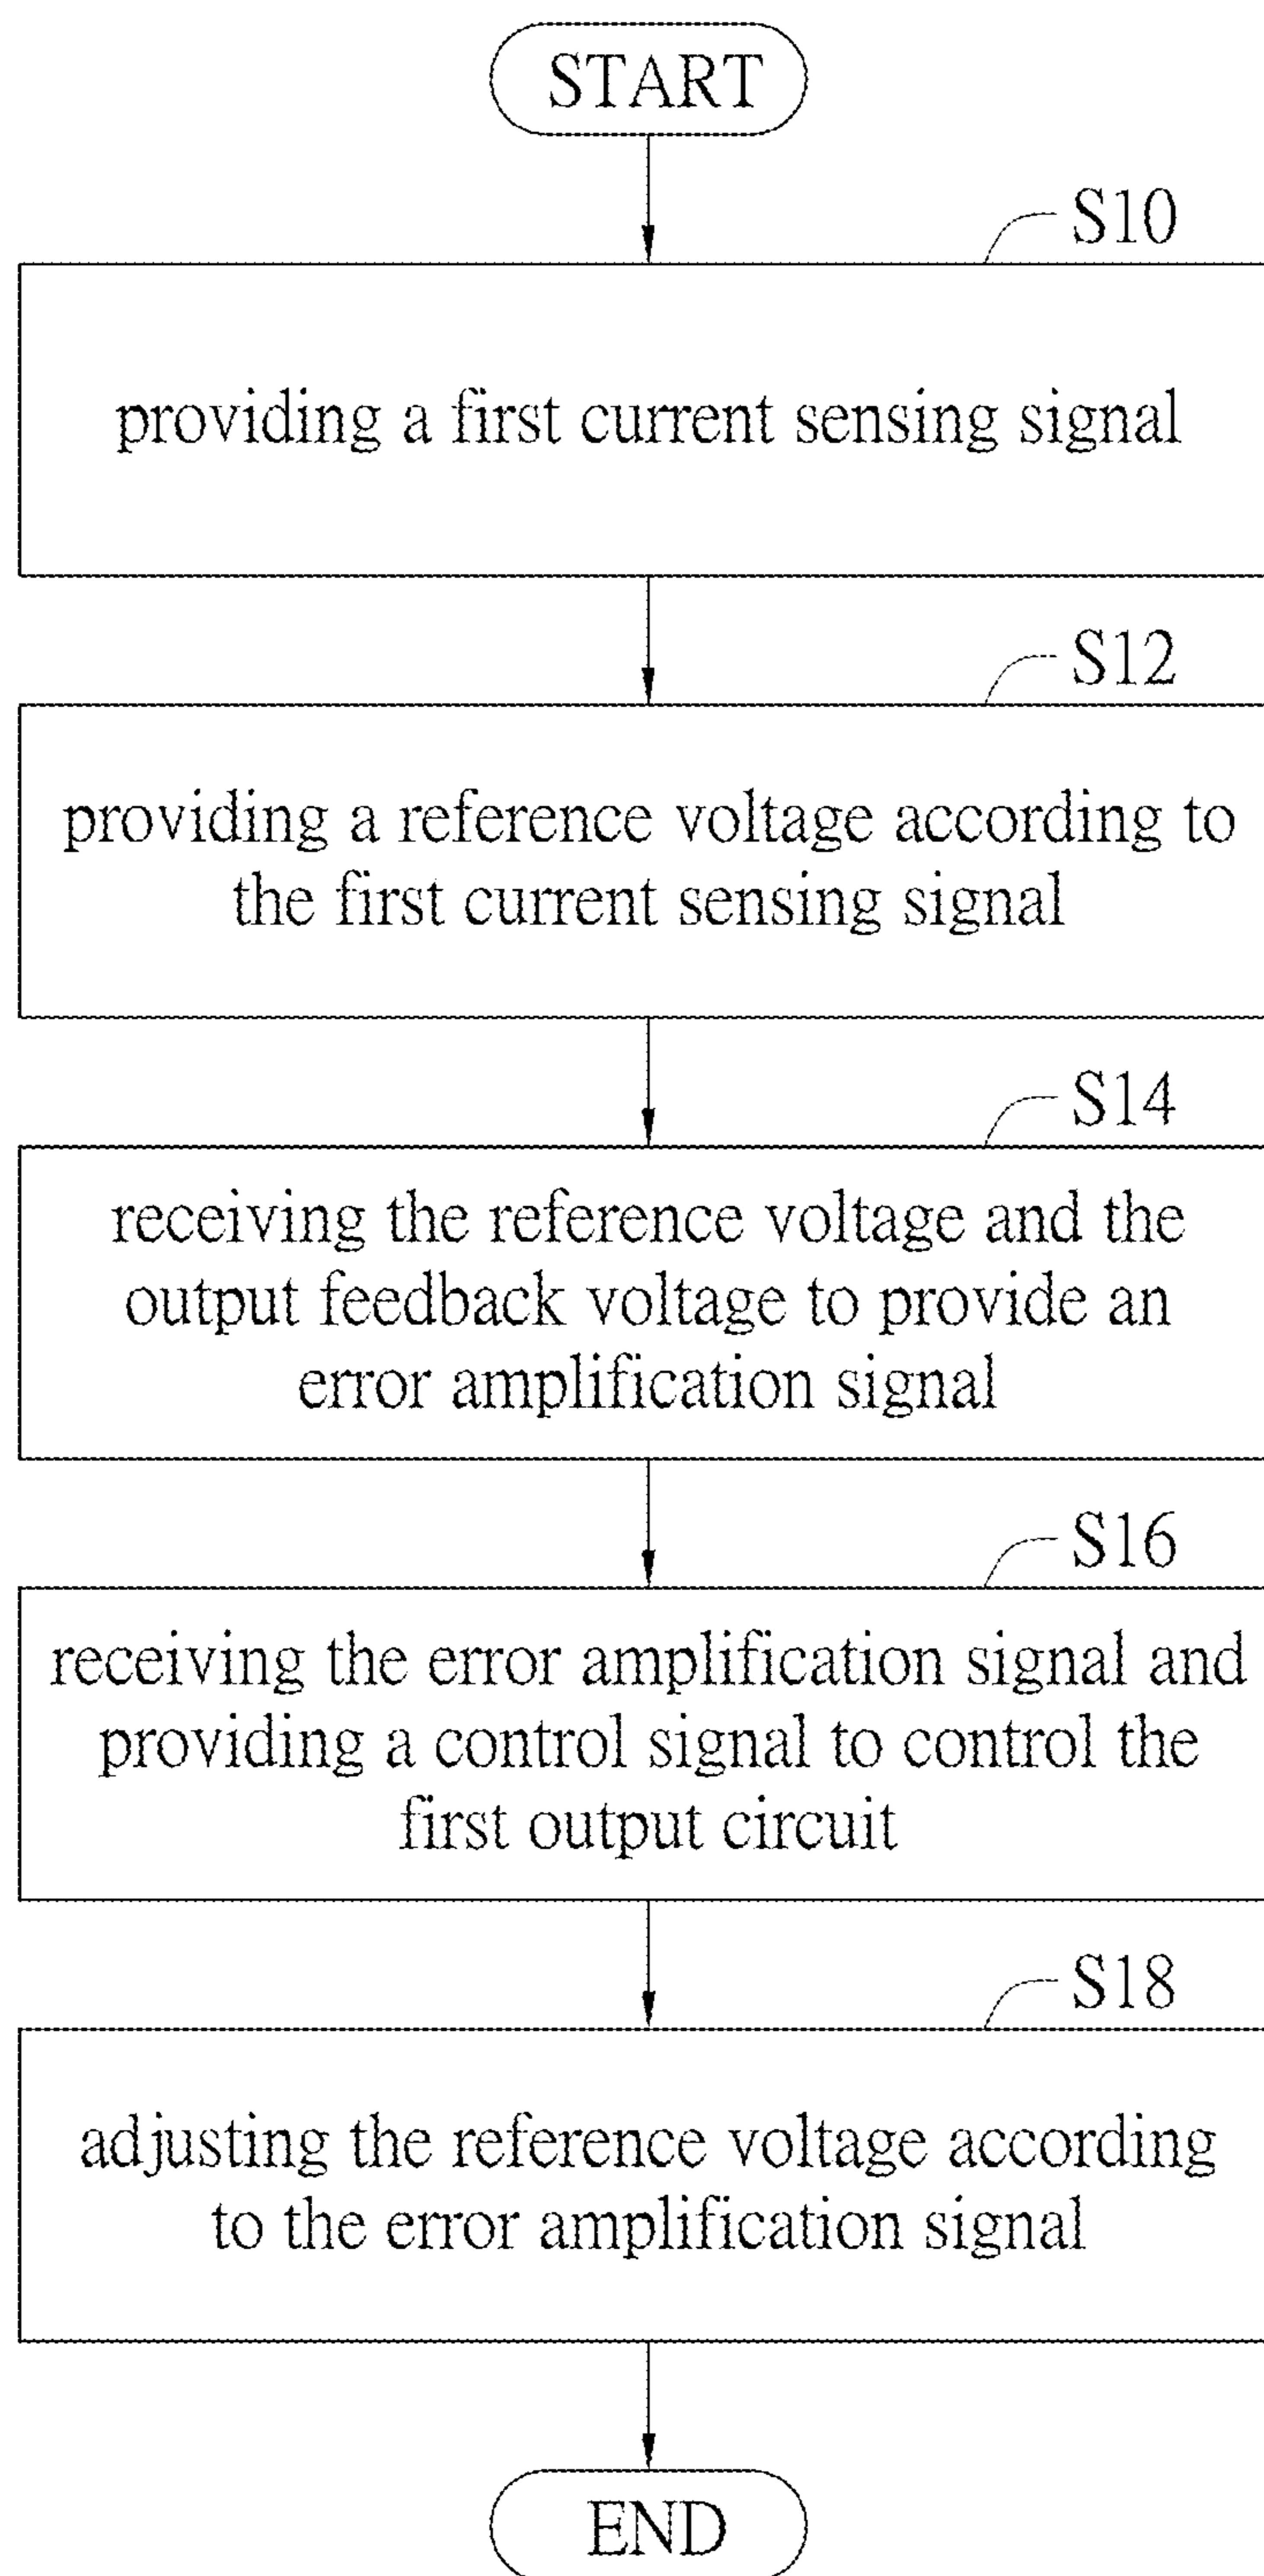 START
S10
providing a first current sensing signal
S12
providing a reference voltage according to
the first current sensing signal
S14
receiving the reference voltage and the
output feedback voltage to provide an
error amplification signal
S16
receiving the error amplification signal and
providing a control signal to control the
first output circuit
S18
adjusting the reference voltage according
to the error amplification signal
END